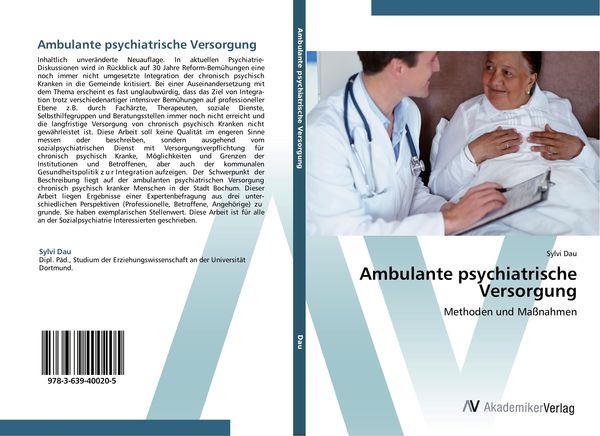 Ambulante psychiatrische Versorgung
Inhaltlich unveränderte Neuauflage. In aktuellen Psychiatrie-
Diskussionen wird in Rückblick auf 30 Jahre Reform-Bemühungen eine
noch immer nicht umgesetzte Integration der chronisch psychisch
Kranken in die Gemeinde kritisiert. Bei einer Auseinandersetzung mit
dem Thema erscheint es fast unglaubwürdig, dass das Ziel von Integra-
tion trotz verschiedenartiger intensiver Bemühungen auf professioneller
Ebene z.B. durch Fachärzte, Therapeuten, soziale Dienste,
Selbsthilfegruppen und Beratungsstellen immer noch nicht erreicht und
die langfristige Versorgung von chronisch psychisch Kranken nicht
gewährleistet ist. Diese Arbeit soll keine Qualität im engeren Sinne
messen oder beschreiben, sondern ausgehend vom
sozialpsychiatrischen Dienst mit Versorgungsverpflichtung für
chronisch psychisch Kranke, Möglichkeiten und Grenzen der
Institutionen und Betroffenen, aber auch der kommunalen
Gesundheitspolitik z u r Integration aufzeigen. Der Schwerpunkt der
Beschreibung liegt auf der ambulanten psychiatrischen Versorgung
chronisch psychisch kranker Menschen in der Stadt Bochum. Dieser
Arbeit liegen Ergebnisse einer Expertenbefragung aus drei unter-
schiedlichen Perspektiven (Professionelle, Betroffene, Angehörige) zu
grunde. Sie haben exemplarischen Stellenwert. Diese Arbeit ist für alle
an der Sozialpsychiatrie Interessierten geschrieben.
Sylvi Dau
Dipl. Päd., Studium der Erziehungswissenschaft an der Universität
Dortmund.
978-3-639-40020-5
Ambulante psychiatrische Versorgung
Dau
Sylvi Dau
Ambulante psychiatrische
Versorgung
Methoden und Maßnahmen
AV AkademikerVerlag